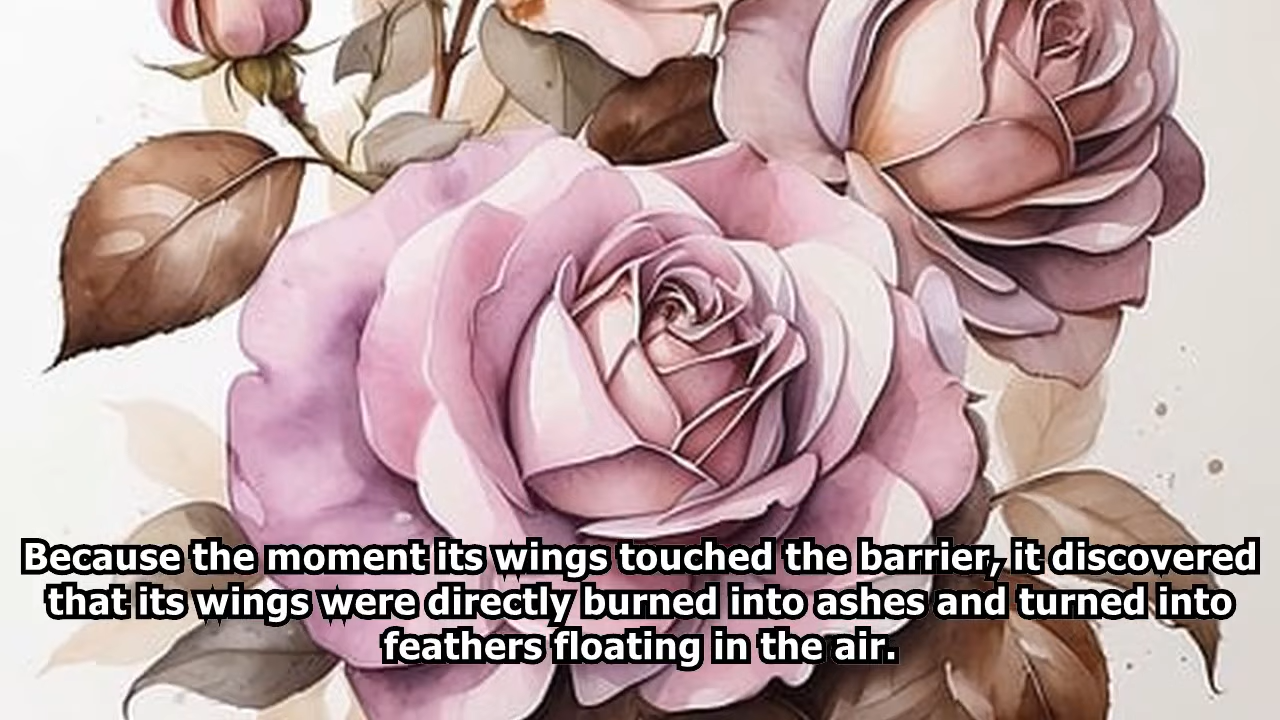 Because the moment its wings touched the barrier, it discovered
that its wings were directly burned into ashes and turned into
feathers floating in the air.